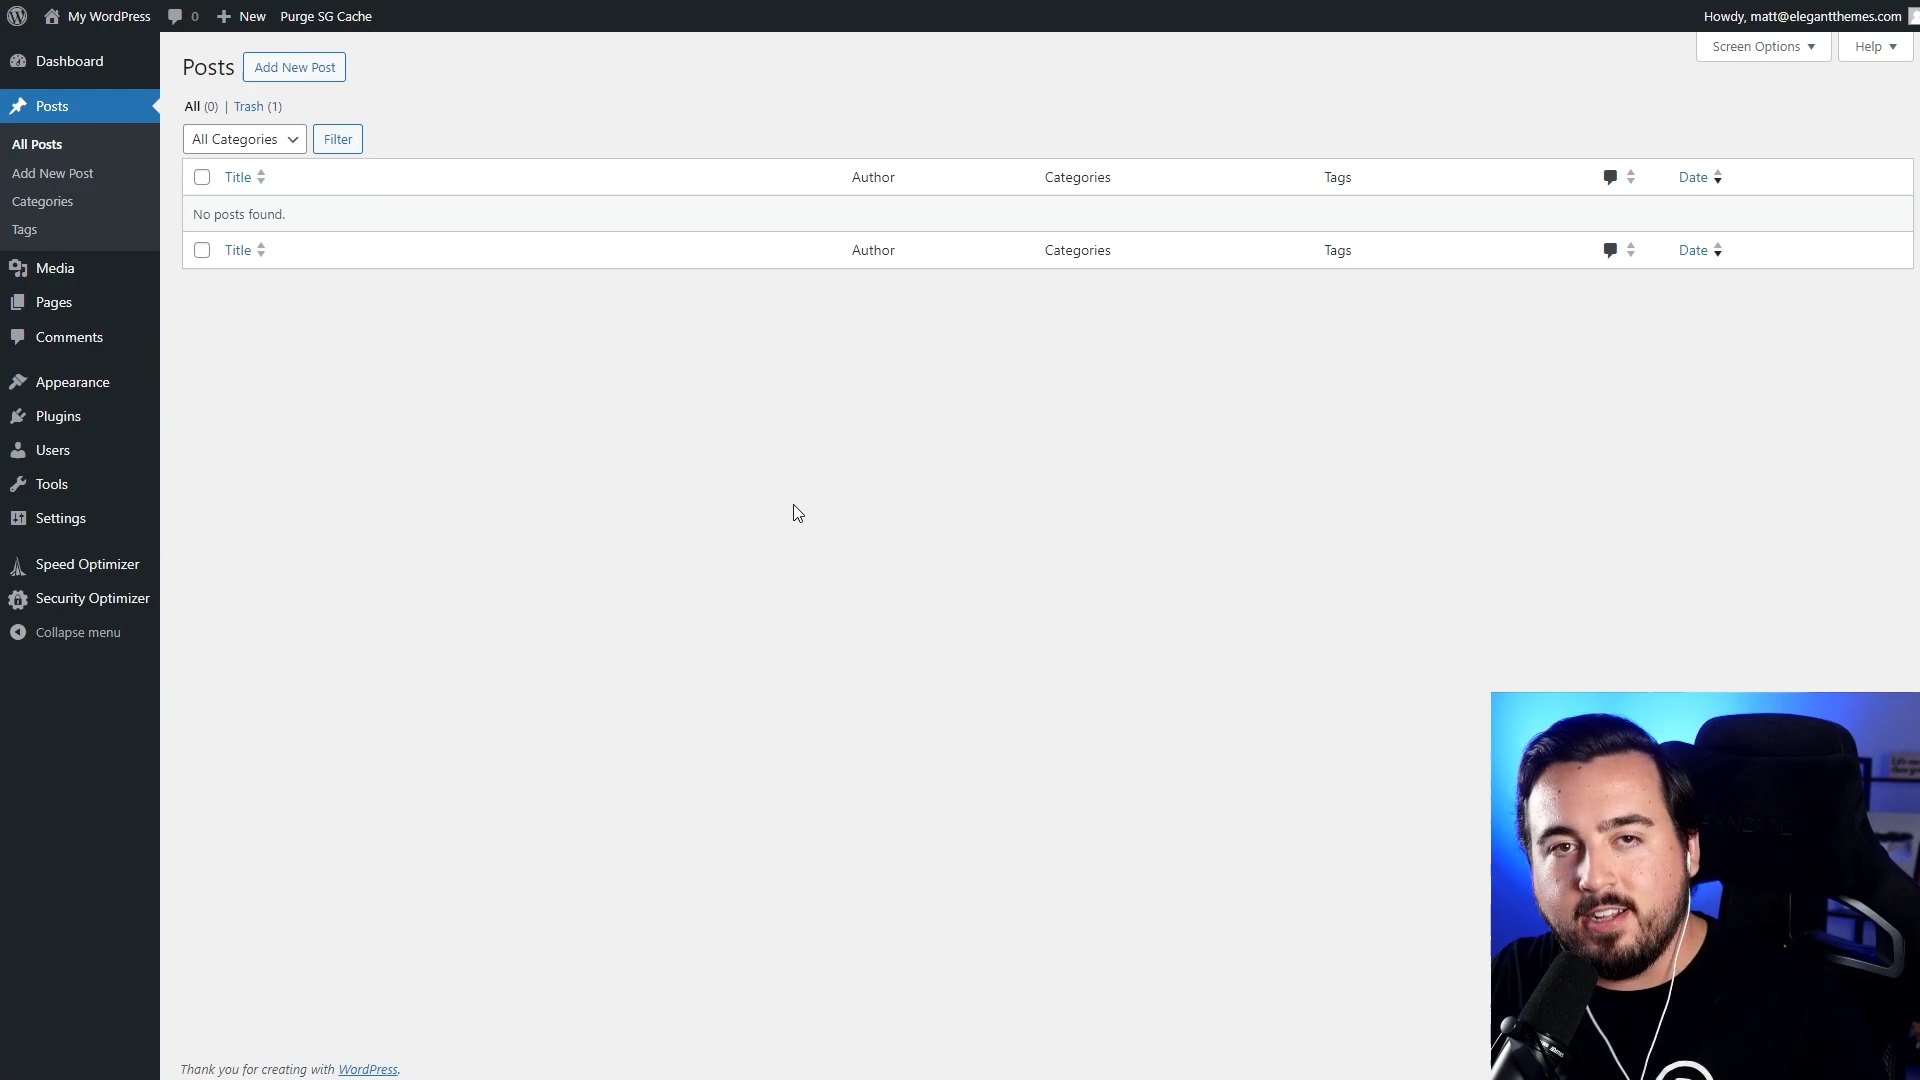 My WordPress 0 New Purge SG Cache Howdy, matt@elegantthemes.com
Screen Options Help
Dashboard
Posts
All Posts
Add New Post
Categories
Tags
Media
Pages
Comments
Appearance
Plugins
Users
Tools
Settings
Speed Optimizer
Security Optimizer
Collapse menu
Posts Add New Post
All (0) | Trash (1)
All Categories Filter
Title Author Categories Tags Date
No posts found.
Title Author Categories Tags Date
Thank you for creating with WordPress.